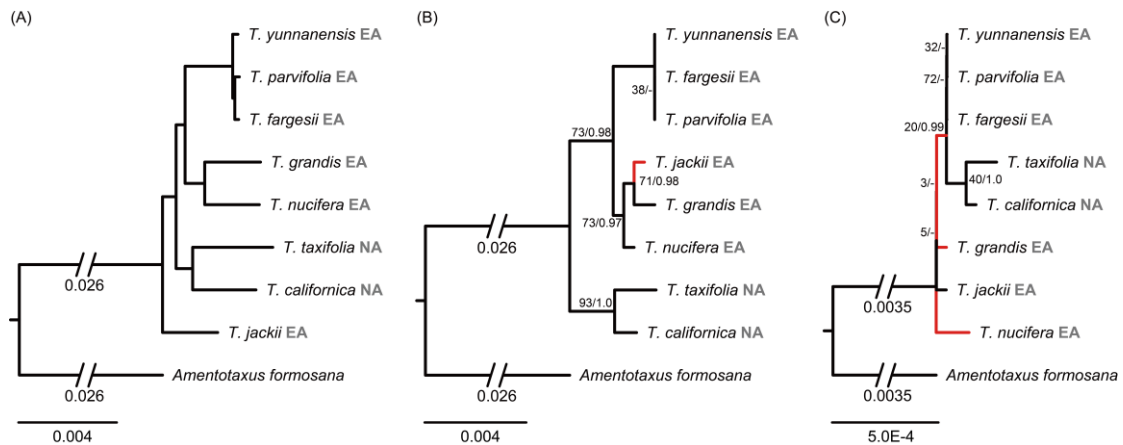 (A)
T. yunnanensis EA
T. parvifolia EA
T. fargesii EA
T. grandis EA
T. nucifera EA
T. taxifolia NA
T. californica NA
T. jackii EA
Amentotaxus formosana
0.026
0.026
0.004
(B)
T. yunnanensis EA
T. fargesii EA
38/-
T. parvifolia EA
73/0.98
T. jackii EA
71/0.98
T. grandis EA
73/0.97
T. nucifera EA
T. taxifolia NA
93/1.0
T. californica NA
Amentotaxus formosana
0.026
0.026
0.004
(C)
T. yunnanensis EA
32/-
T. parvifolia EA
72/-
T. fargesii EA
20/0.99
T. taxifolia NA
40/1.0
3/-
T. californica NA
5/-
T. grandis EA
T. jackii EA
T. nucifera EA
Amentotaxus formosana
0.0035
0.0035
5.0E-4